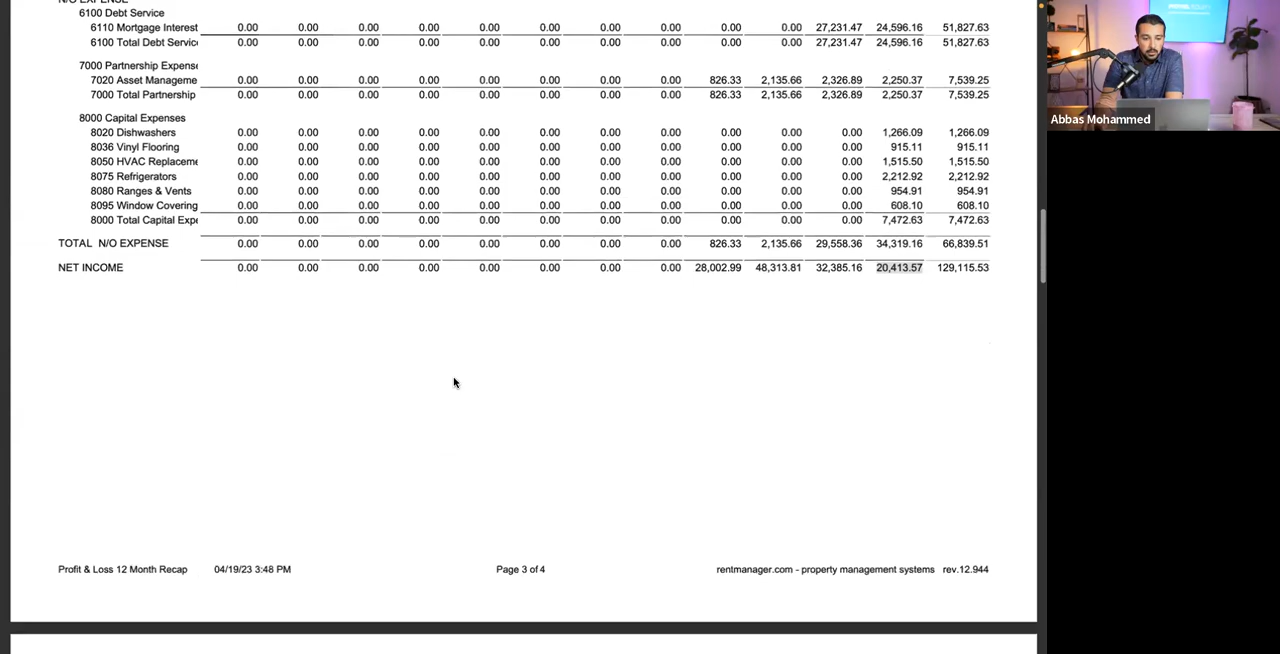 N/O EXPENSE
6100 Debt Service
6110 Mortgage Interest 0.00 0.00 0.00 0.00 0.00 0.00 0.00 0.00 0.00 0.00 27,231.47 24,596.16 51,827.63
6100 Total Debt Servic 0.00 0.00 0.00 0.00 0.00 0.00 0.00 0.00 0.00 0.00 27,231.47 24,596.16 51,827.63
7000 Partnership Expense
7020 Asset Manageme 0.00 0.00 0.00 0.00 0.00 0.00 0.00 0.00 826.33 2,135.66 2,326.89 2,250.37 7,539.25
7000 Total Partnership 0.00 0.00 0.00 0.00 0.00 0.00 0.00 0.00 826.33 2,135.66 2,326.89 2,250.37 7,539.25
8000 Capital Expenses
8020 Dishwashers 0.00 0.00 0.00 0.00 0.00 0.00 0.00 0.00 0.00 0.00 0.00 1,266.09 1,266.09
8036 Vinyl Flooring 0.00 0.00 0.00 0.00 0.00 0.00 0.00 0.00 0.00 0.00 0.00 915.11 915.11
8050 HVAC Replaceme 0.00 0.00 0.00 0.00 0.00 0.00 0.00 0.00 0.00 0.00 0.00 1,515.50 1,515.50
8075 Refrigerators 0.00 0.00 0.00 0.00 0.00 0.00 0.00 0.00 0.00 0.00 0.00 2,212.92 2,212.92
8080 Ranges & Vents 0.00 0.00 0.00 0.00 0.00 0.00 0.00 0.00 0.00 0.00 0.00 954.91 954.91
8095 Window Covering 0.00 0.00 0.00 0.00 0.00 0.00 0.00 0.00 0.00 0.00 0.00 608.10 608.10
8000 Total Capital Expe 0.00 0.00 0.00 0.00 0.00 0.00 0.00 0.00 0.00 0.00 0.00 7,472.63 7,472.63
TOTAL N/O EXPENSE 0.00 0.00 0.00 0.00 0.00 0.00 0.00 0.00 826.33 2,135.66 29,558.36 34,319.16 66,839.51
NET INCOME 0.00 0.00 0.00 0.00 0.00 0.00 0.00 0.00 28,002.99 48,313.81 32,385.16 20,413.57 129,115.53
Profit & Loss 12 Month Recap 04/19/23 3:48 PM Page 3 of 4 rentmanager.com - property management systems rev.12.944
Abbas Mohammed